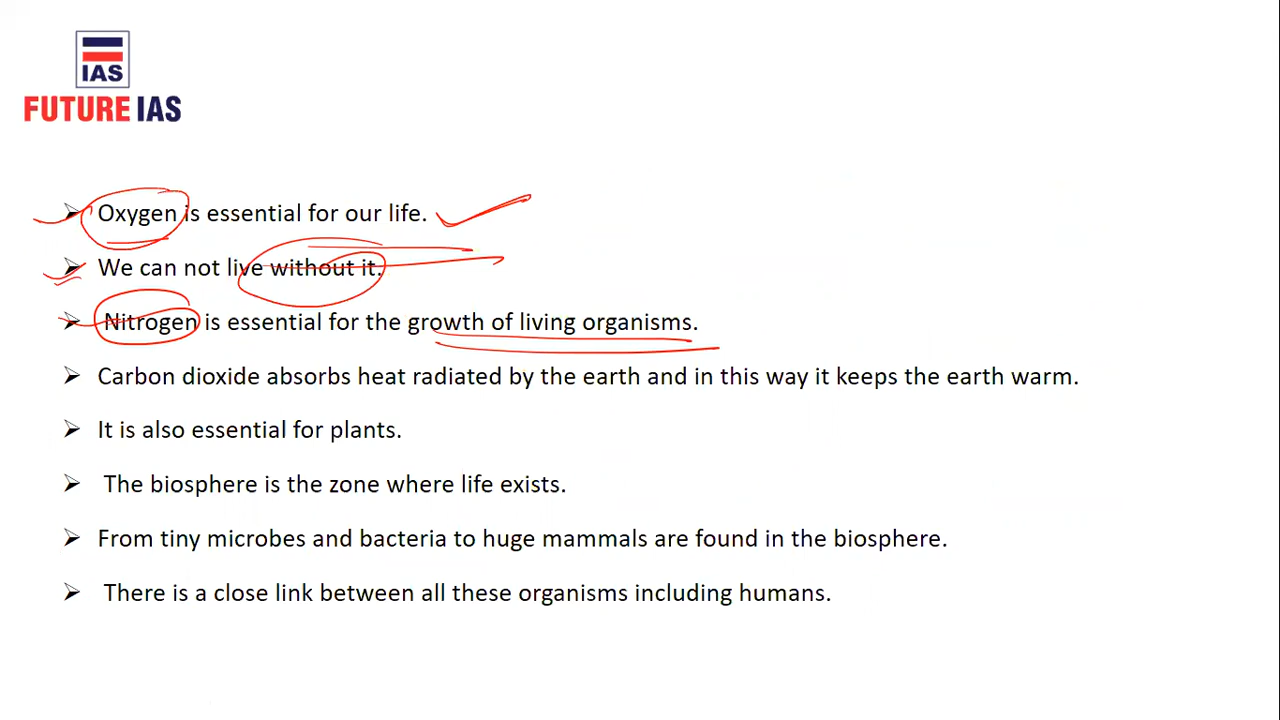 IAS
FUTURE IAS
Oxygen is essential for our life.
We can not live without it.
Nitrogen is essential for the growth of living organisms.
Carbon dioxide absorbs heat radiated by the earth and in this way it keeps the earth warm.
It is also essential for plants.
The biosphere is the zone where life exists.
From tiny microbes and bacteria to huge mammals are found in the biosphere.
There is a close link between all these organisms including humans.